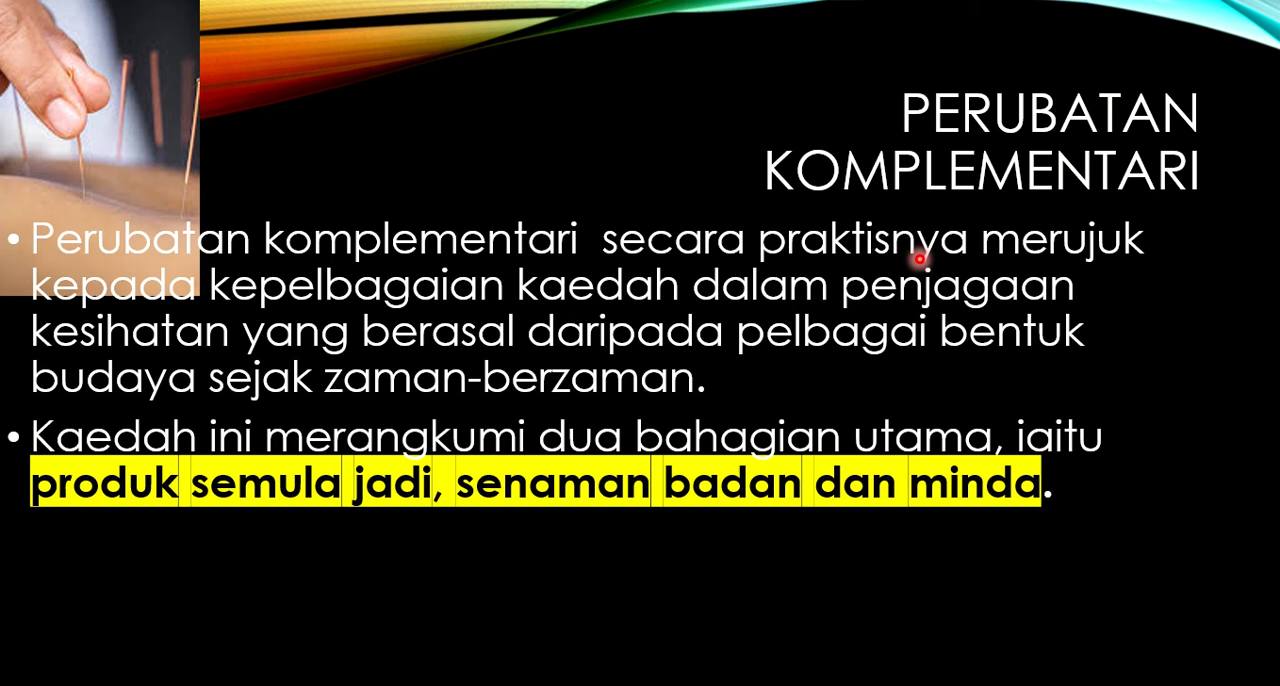 PERUBATAN
KOMPLEMENTARI
• Perubatan komplementari secara praktisnya merujuk
kepada kepelbagaian kaedah dalam penjagaan
kesihatan yang berasal daripada pelbagai bentuk
budaya sejak zaman-berzaman.
• Kaedah ini merangkumi dua bahagian utama, iaitu
produk semula jadi, senaman badan dan minda.